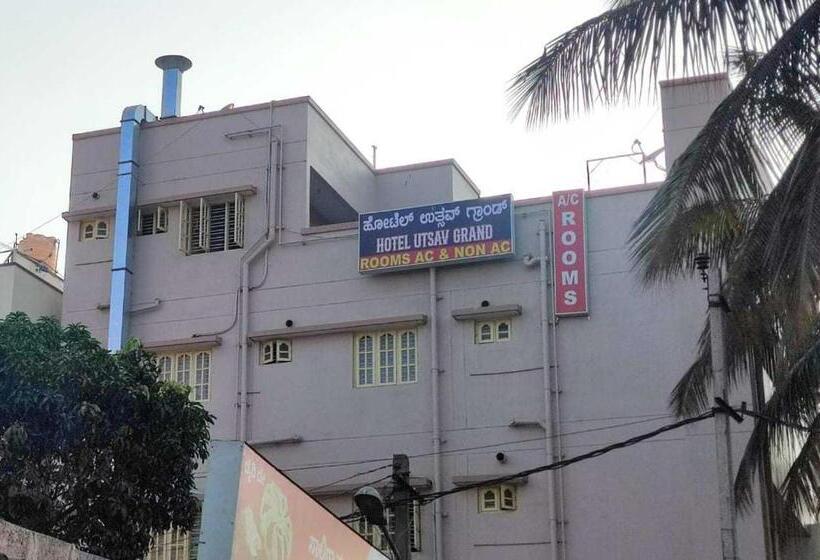 ಹೋಟೆಲ್ ಉತ್ಸವ್ ಗ್ರಾಂಡ್
HOTEL UTSAV GRAND
ROOMS AC & NON AC
A/C
ROOMS